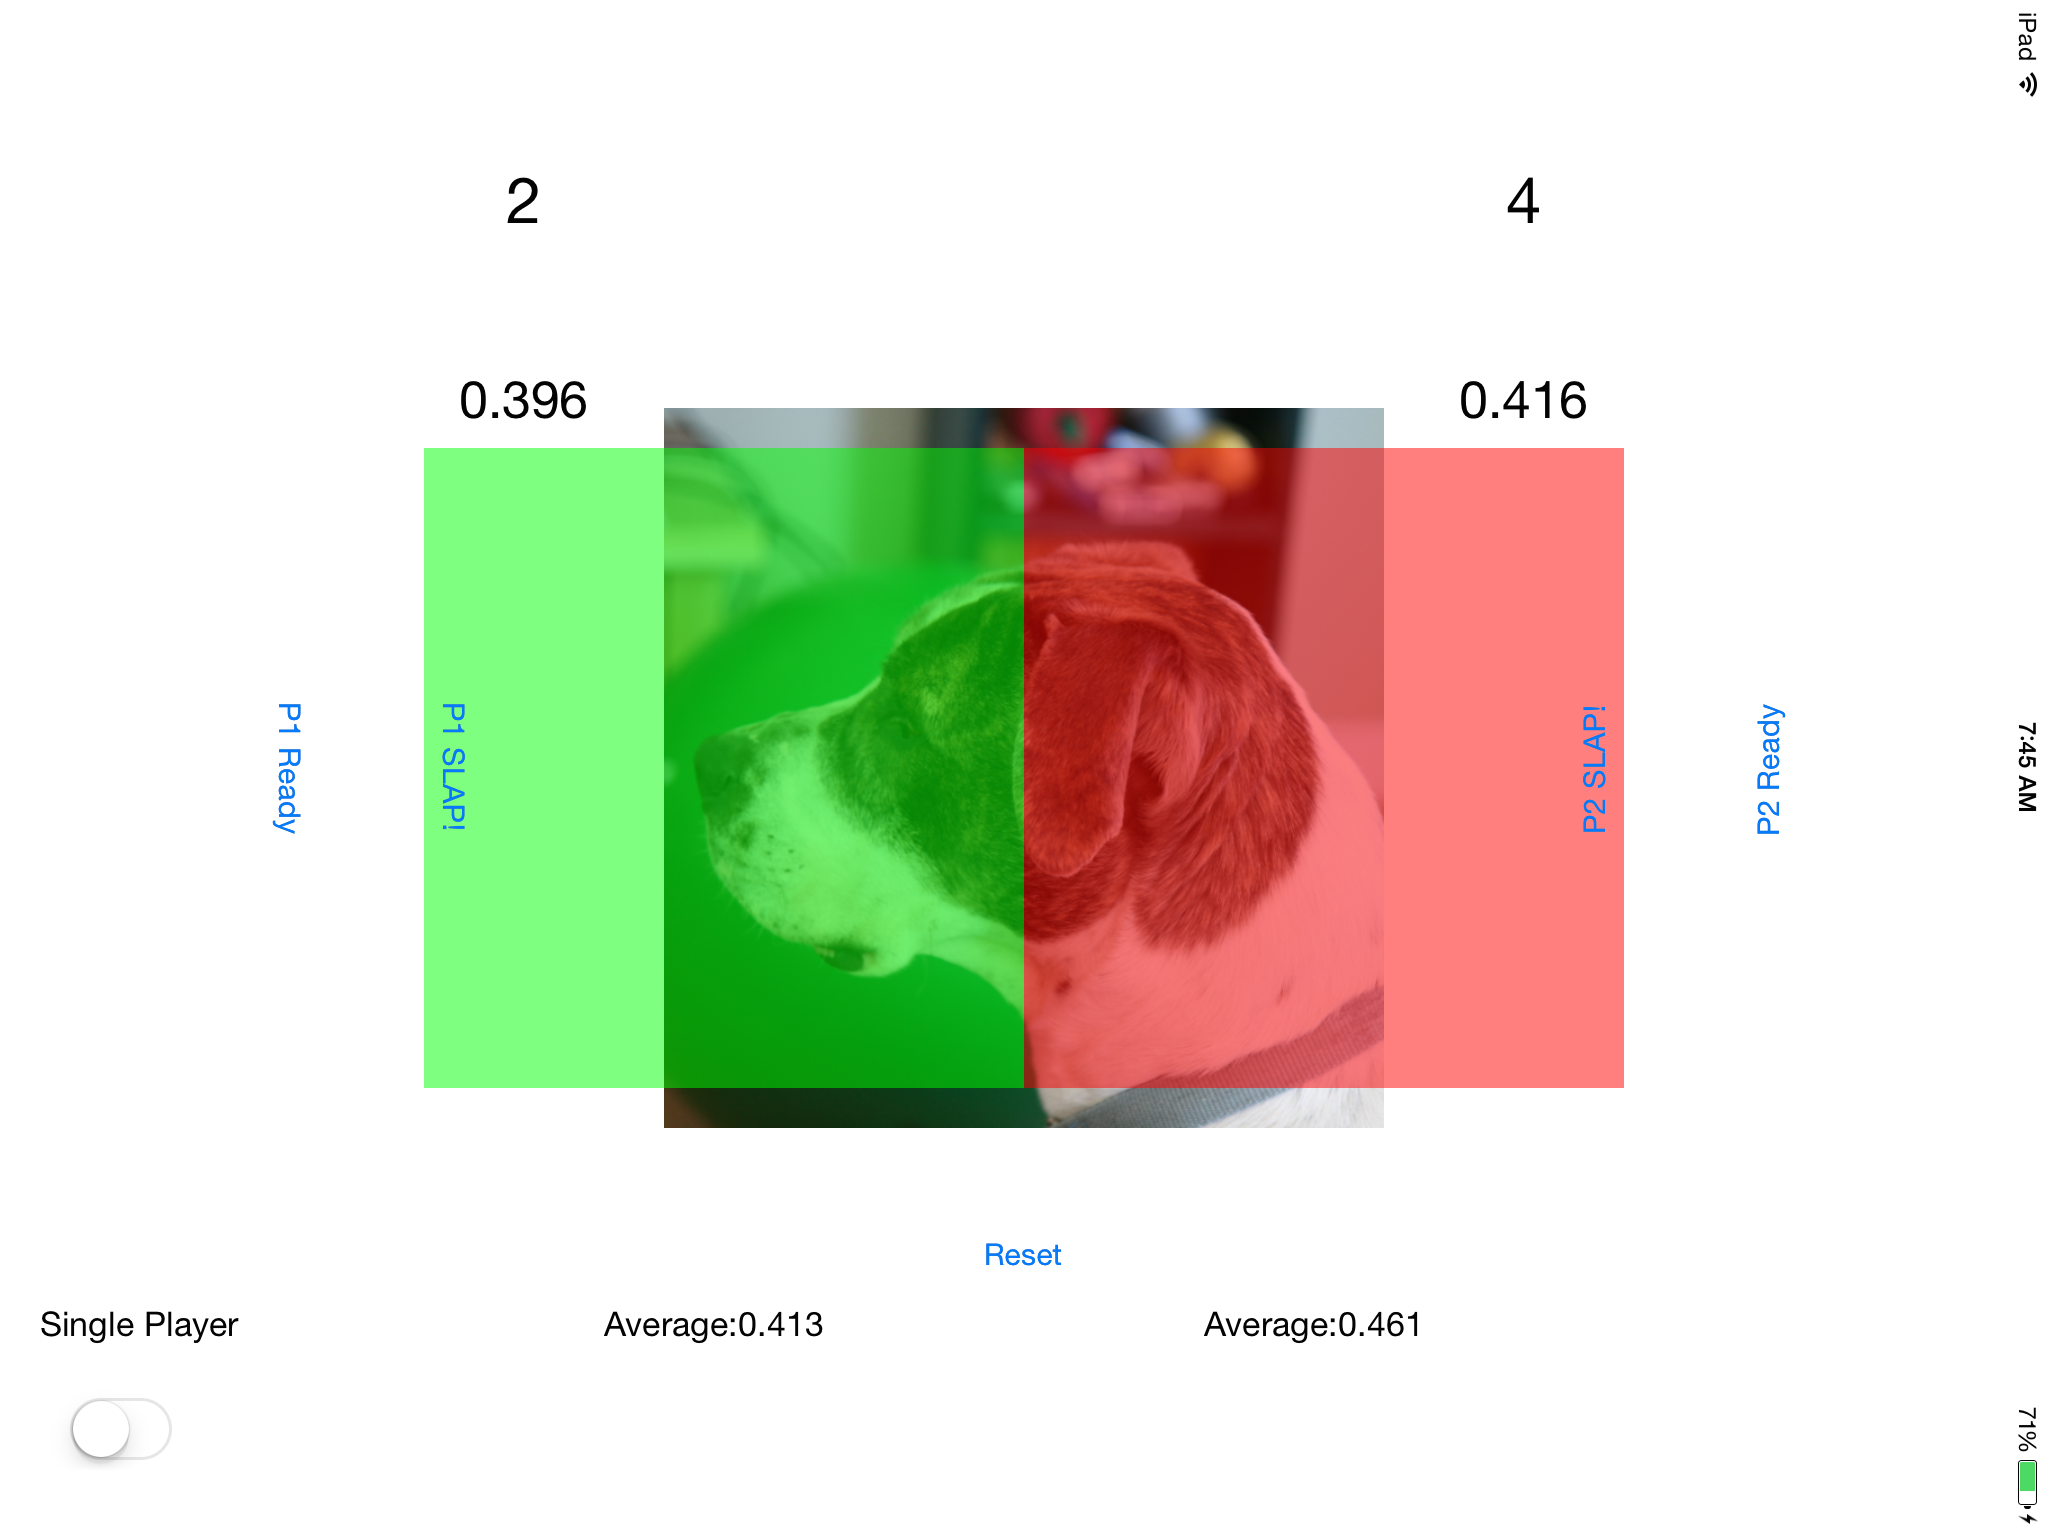 iPad
2
4
0.396
0.416
P1 Ready
P1 SLAP!
P2 SLAP!
P2 Ready
7:45 AM
Reset
Single Player
Average:0.413
Average:0.461
71%